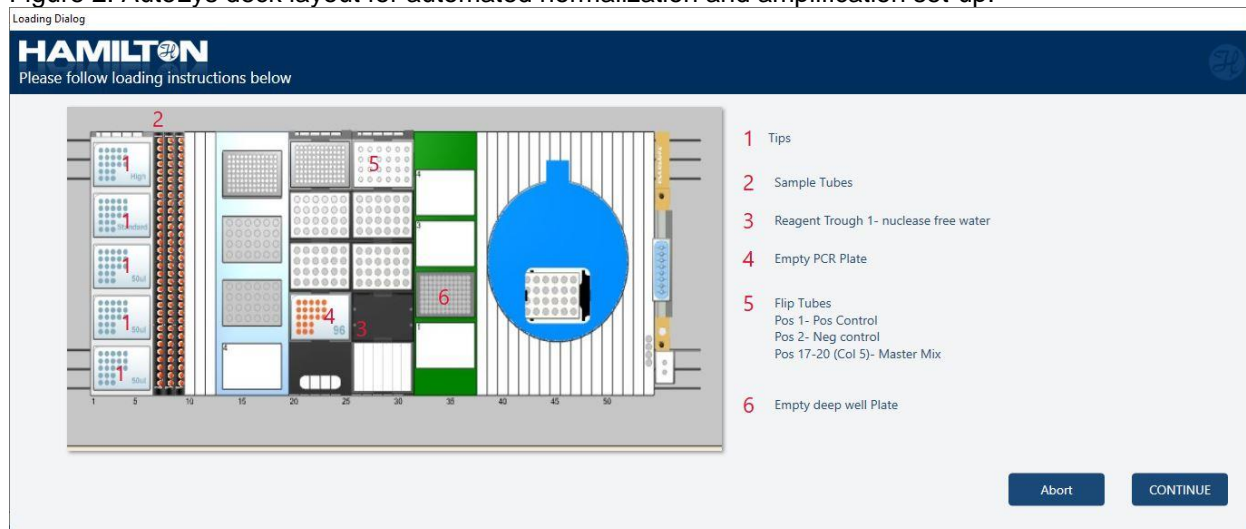 Figure 2. AutoLys deck layout for automated normalization and amplification set-up.
Loading Dialog
HAMILTON
Please follow loading instructions below
2
1 High
1 Standard
1 50ul
1 50ul
1 50ul
5
4
3
6
1
4 96
3
4
1 5 10 15 20 25 30 35 40 45 50
1 Tips
2 Sample Tubes
3 Reagent Trough 1- nuclease free water
4 Empty PCR Plate
5 Flip Tubes
Pos 1- Pos Control
Pos 2- Neg control
Pos 17-20 (Col 5)- Master Mix
6 Empty deep well Plate
Abort CONTINUE